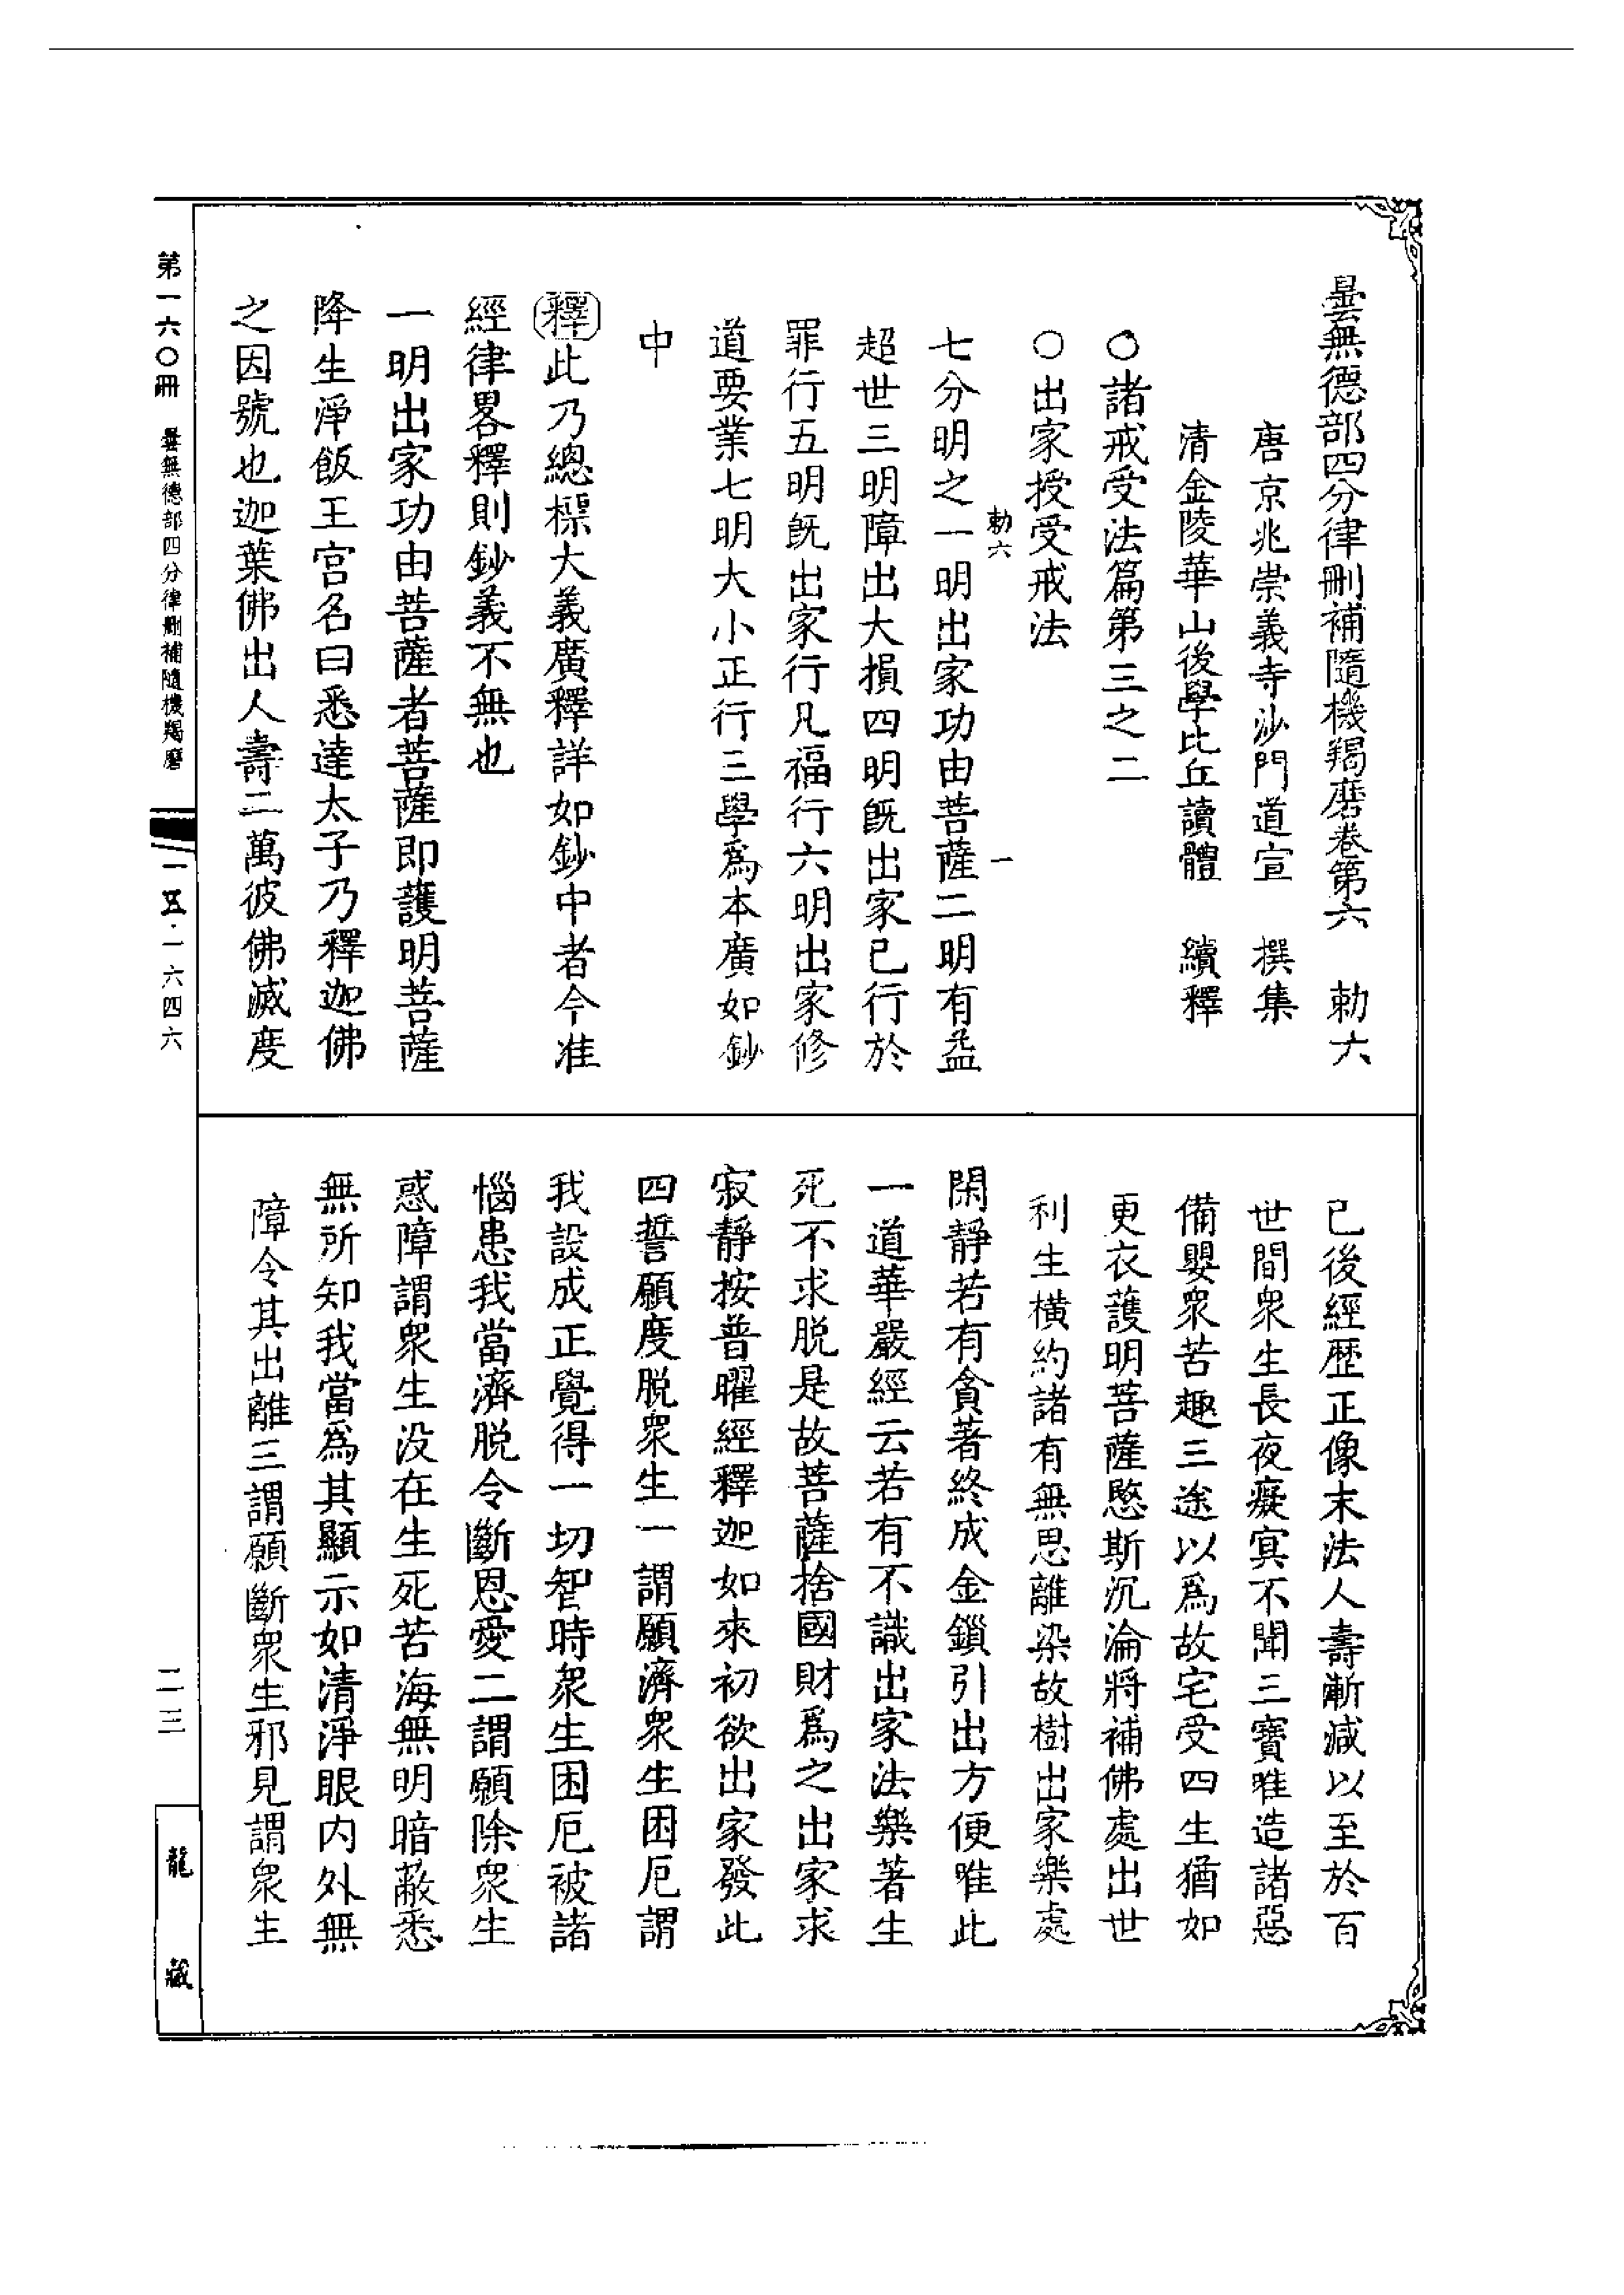 曇無德部四分律刪補隨機羯磨卷第六　勅六
唐京兆崇義寺沙門道宣　撰集
清金陵華山後學比丘讀體　續釋
○諸戒受法篇第三之二
○出家授受戒法
勅六　一
七分明之一明出家功由菩薩二明有益
超世三明障出大損四明旣出家已行於
罪行五明旣出家行凡福行六明出家修
道要業七明大小正行三學爲本廣如鈔
中
釋此乃總標大義廣釋詳如鈔中者今准
經律畧釋則鈔義不無也
一明出家功由菩薩者菩薩即護明菩薩
降生淨飯王宮名曰悉達太子乃釋迦佛
之因號也迦葉佛出人壽二萬彼佛滅度
已後經歷正像末法人壽漸減以至於百
世間衆生長夜癡冥不聞三寶唯造諸惡
備嬰衆苦趣三途以爲故宅受四生猶如
更衣護明菩薩愍斯沉淪將補佛處出世
利生橫約諸有無思離染故樹出家樂處
閑靜若有貪著終成金鎖引出方便唯此
一道華嚴經云若有不識出家法樂著生
死不求脫是故菩薩捨國財爲之出家求
寂靜按普曜經釋迦如來初欲出家發此
四誓願度脫衆生一謂願濟衆生困厄謂
我設成正覺得一切智時衆生困厄被諸
惱患我當濟脫令斷恩愛二謂願除衆生
惑障謂衆生沒在生死苦海無明暗蔽悉
無所知我當爲其顯示如清淨眼內外無
障令其出離三謂願斷衆生邪見謂衆生
第一六〇冊　曇無德部四分律刪補隨機羯磨
一五·一六四六
二三
龍藏